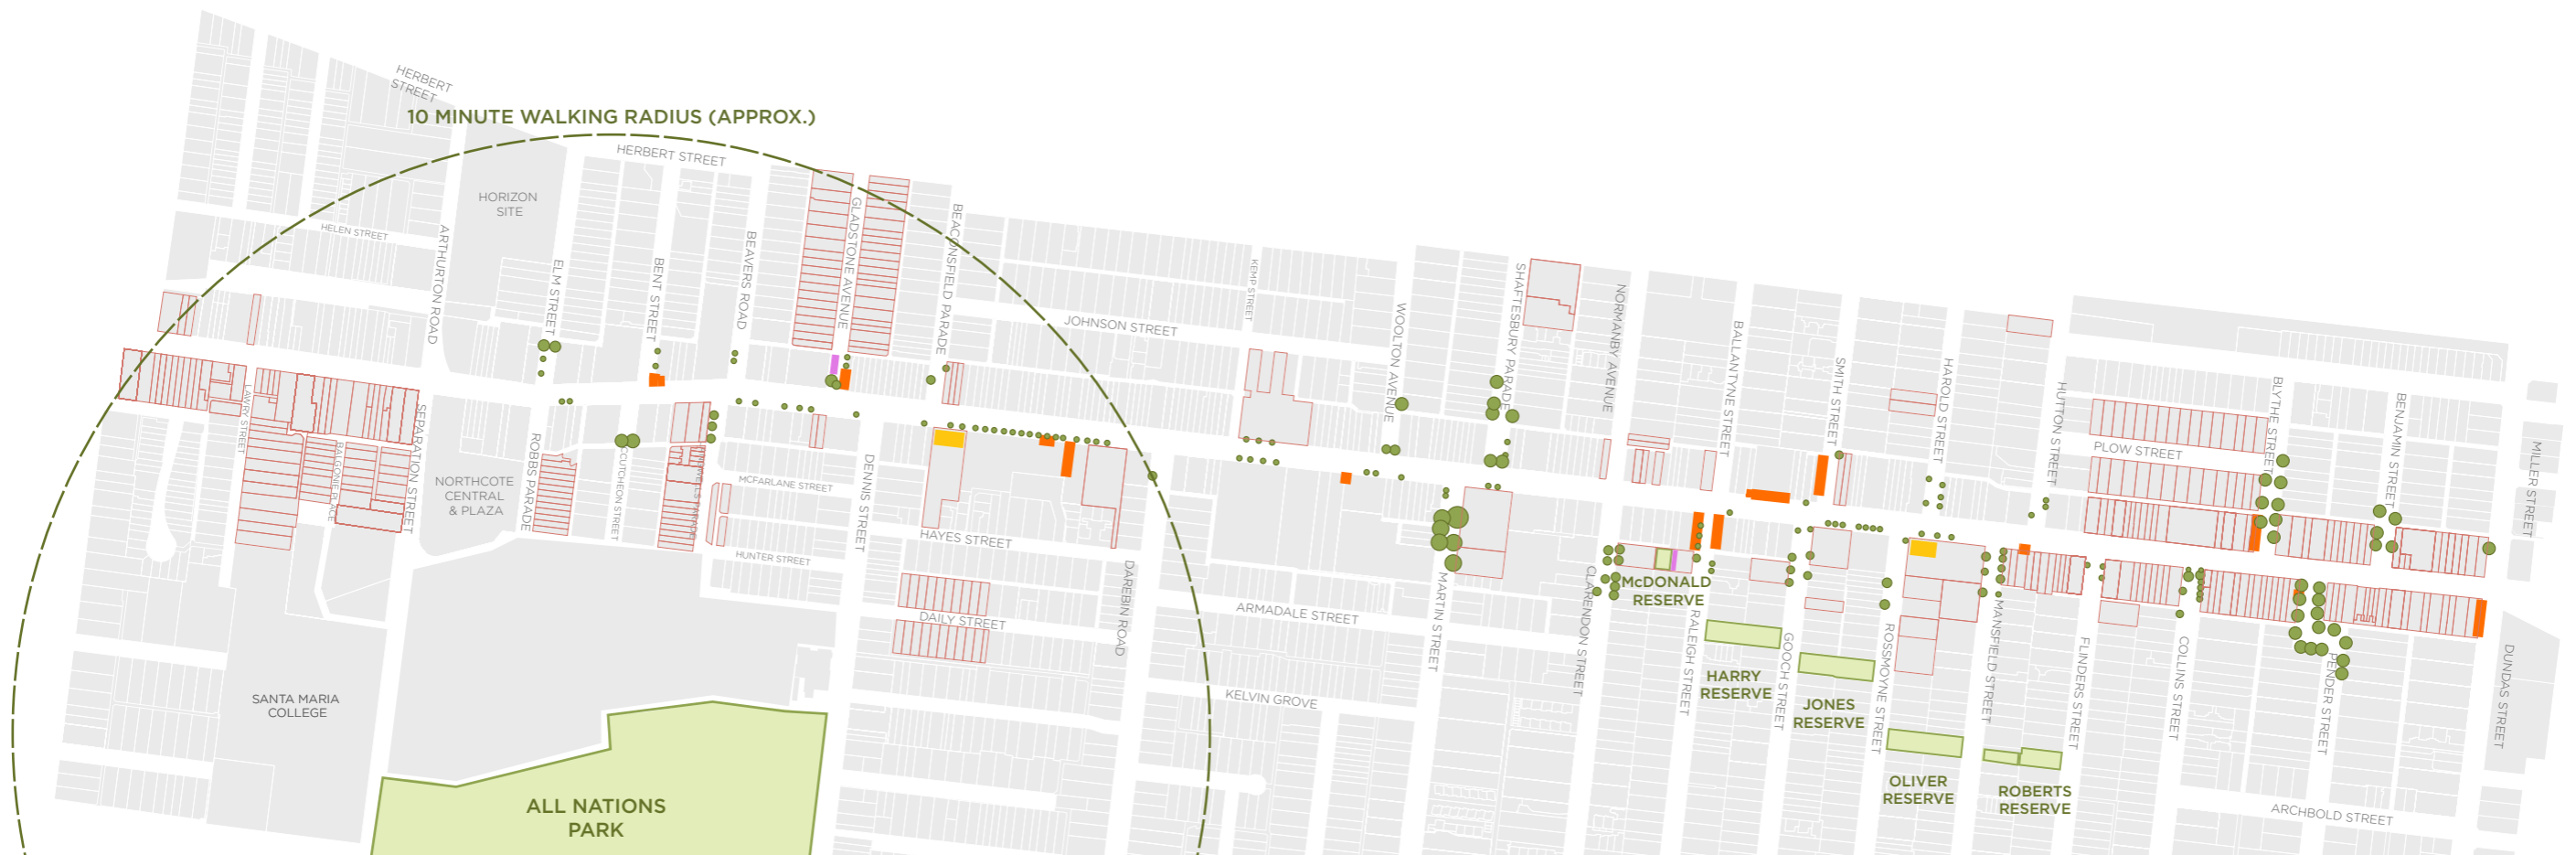 HERBERT
STREET
10 MINUTE WALKING RADIUS (APPROX.)
HERBERT STREET
HORIZON
SITE
HELEN STREET
ARTHURTON ROAD
ELM STREET
BENT STREET
BEAVERS ROAD
GLADSTONE AVENUE
BEACONSFIELD PARADE
KEMP STREET
JOHNSON STREET
WOOLTON AVENUE
SHAFTESBURY PARADE
NORMANBY AVENUE
BALLANTYNE STREET
SMITH STREET
HAROLD STREET
HUTTON STREET
PLOW STREET
BLYTHE STREET
BENJAMIN STREET
MILLER STREET
LAWRY STREET
BALGONIE PLACE
SEPARATION STREET
NORTHCOTE
CENTRAL
& PLAZA
ROBBS PARADE
CCUTCHEON STREET
PARADE
MCFARLANE STREET
HUNTER STREET
DENNIS STREET
HAYES STREET
DAILY STREET
DAREBIN ROAD
ARMADALE STREET
KELVIN GROVE
MARTIN STREET
CLARENDON STREET
McDONALD
RESERVE
RALEIGH STREET
HARRY
RESERVE
GOOCH STREET
JONES
RESERVE
ROSSMOYNE STREET
OLIVER
RESERVE
MANSFIELD STREET
ROBERTS
RESERVE
FLINDERS STREET
COLLINS STREET
PENDER STREET
DUNDAS STREET
ARCHBOLD STREET
SANTA MARIA
COLLEGE
ALL NATIONS
PARK